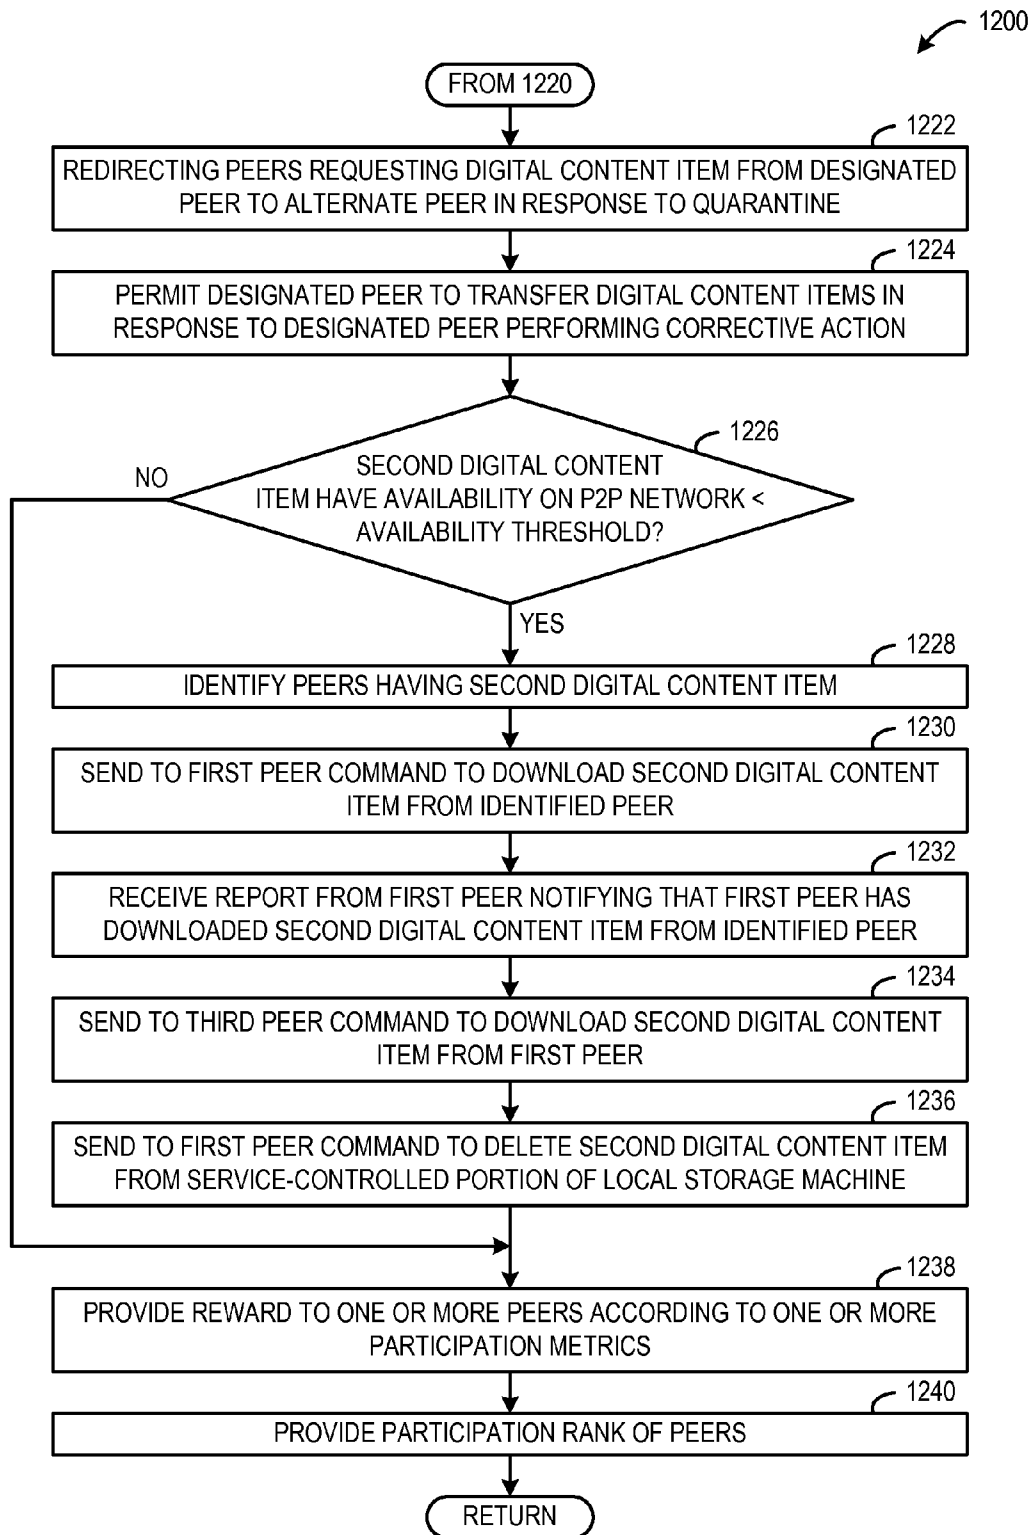 1200
FROM 1220
1222
REDIRECTING PEERS REQUESTING DIGITAL CONTENT ITEM FROM DESIGNATED
PEER TO ALTERNATE PEER IN RESPONSE TO QUARANTINE
1224
PERMIT DESIGNATED PEER TO TRANSFER DIGITAL CONTENT ITEMS IN
RESPONSE TO DESIGNATED PEER PERFORMING CORRECTIVE ACTION
1226
SECOND DIGITAL CONTENT
ITEM HAVE AVAILABILITY ON P2P NETWORK <
AVAILABILITY THRESHOLD?
NO
YES
1228
IDENTIFY PEERS HAVING SECOND DIGITAL CONTENT ITEM
1230
SEND TO FIRST PEER COMMAND TO DOWNLOAD SECOND DIGITAL CONTENT
ITEM FROM IDENTIFIED PEER
1232
RECEIVE REPORT FROM FIRST PEER NOTIFYING THAT FIRST PEER HAS
DOWNLOADED SECOND DIGITAL CONTENT ITEM FROM IDENTIFIED PEER
1234
SEND TO THIRD PEER COMMAND TO DOWNLOAD SECOND DIGITAL CONTENT
ITEM FROM FIRST PEER
1236
SEND TO FIRST PEER COMMAND TO DELETE SECOND DIGITAL CONTENT ITEM
FROM SERVICE-CONTROLLED PORTION OF LOCAL STORAGE MACHINE
1238
PROVIDE REWARD TO ONE OR MORE PEERS ACCORDING TO ONE OR MORE
PARTICIPATION METRICS
1240
PROVIDE PARTICIPATION RANK OF PEERS
RETURN